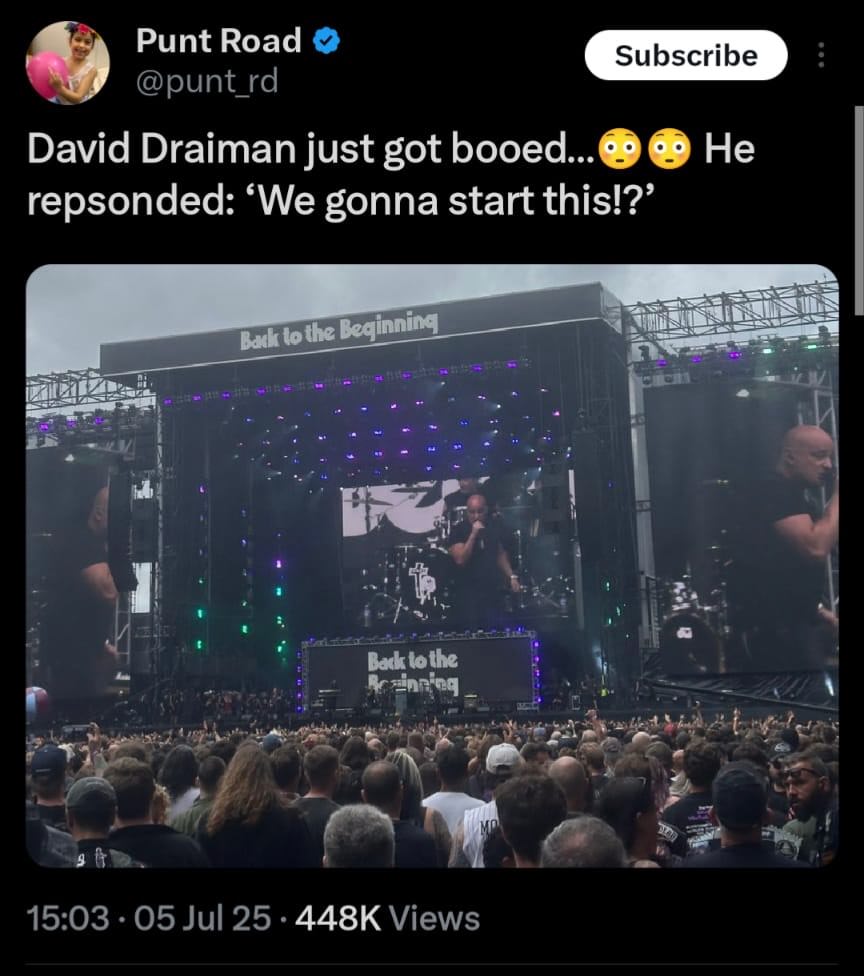 Punt Road
@punt_rd
Subscribe
David Draiman just got booed...😳😳 He
repsonded: ‘We gonna start this!?’
Back to the Beginning
Back to the
Beginning
15:03 · 05 Jul 25 · 448K Views